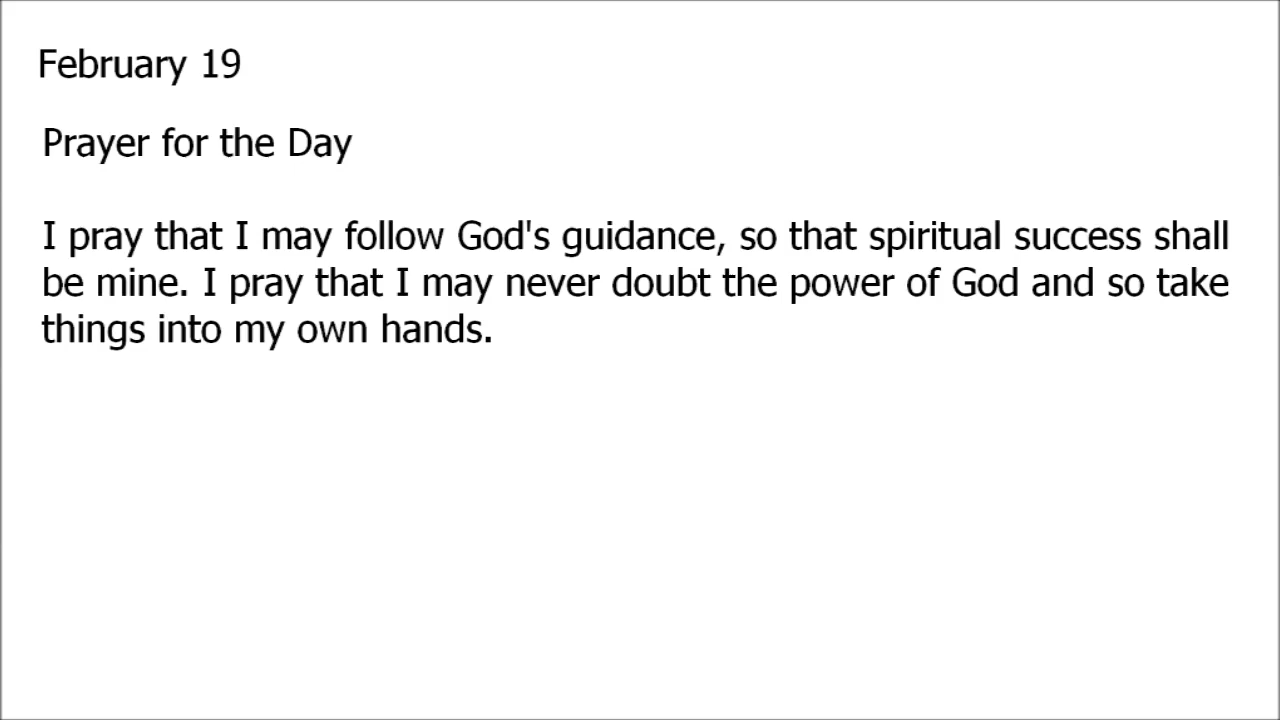 February 19
Prayer for the Day
I pray that I may follow God's guidance, so that spiritual success shall
be mine. I pray that I may never doubt the power of God and so take
things into my own hands.